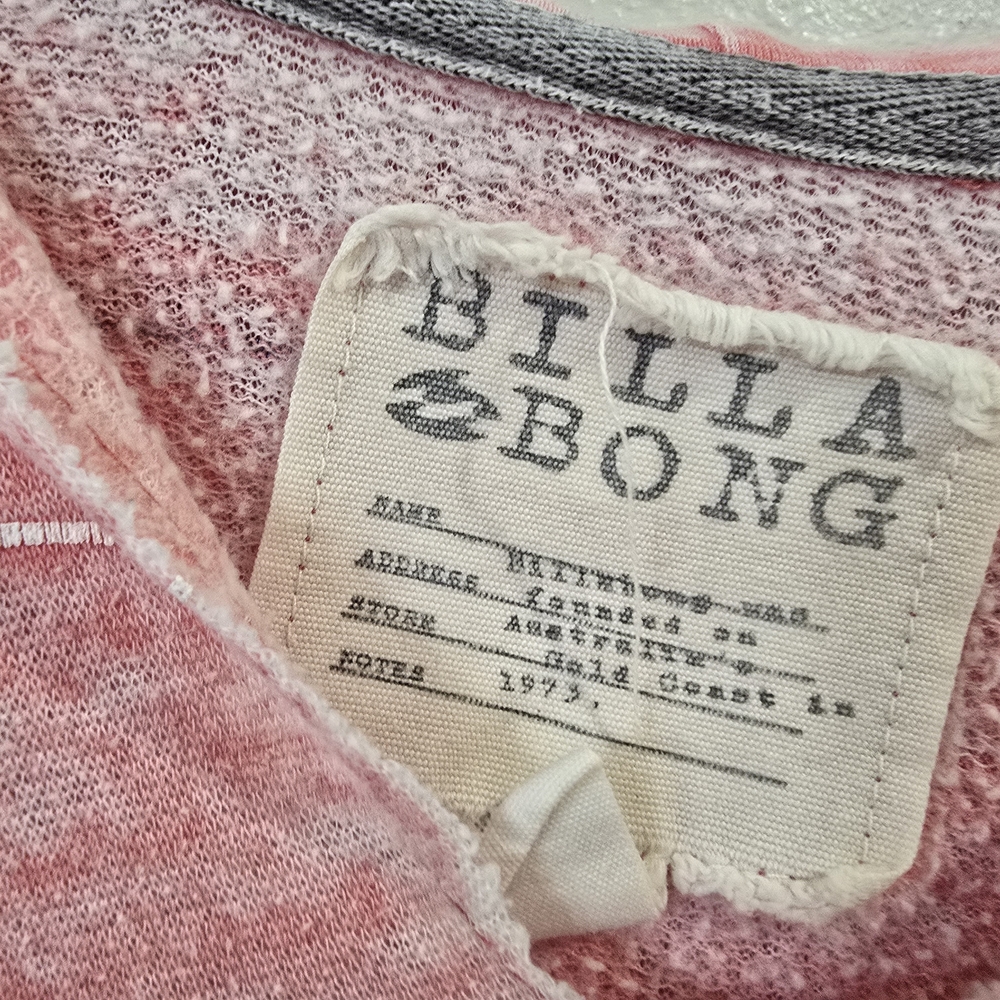 BILLA
BONG
NAME
ADDRESS
STORE
NOTES
Billabong was
founded on
Australia's
Gold Coast in
1973.